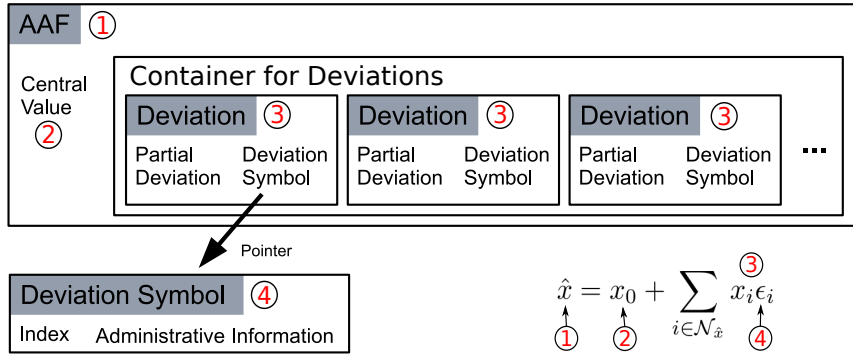 AAF 1
Central
Value
2
Container for Deviations
Deviation 3
Partial
Deviation
Deviation
Symbol
Deviation 3
Partial
Deviation
Deviation
Symbol
Deviation 3
Partial
Deviation
Deviation
Symbol
...
Pointer
Deviation Symbol 4
Index Administrative Information
3
x̂ = x₀ + ∑ xᵢϵᵢ
i∈𝒩x̂
1 2 4